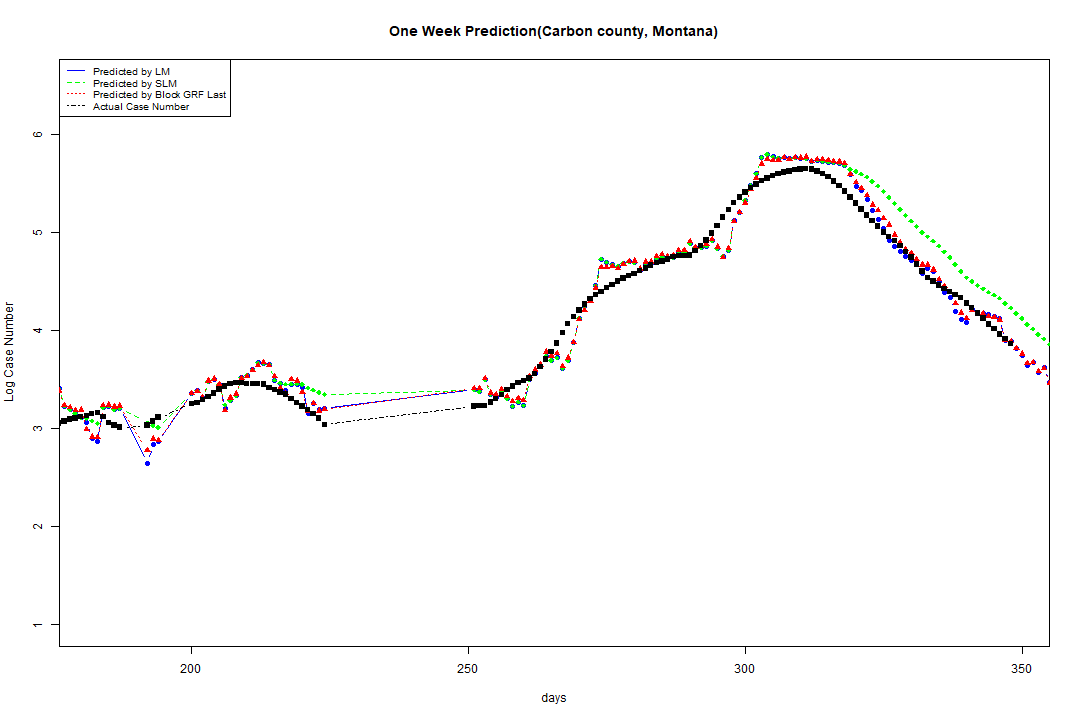 One Week Prediction(Carbon county, Montana)
Predicted by LM
Predicted by SLM
Predicted by Block GRF Last
Actual Case Number
6
5
4
3
2
1
Log Case Number
200
250
300
350
days